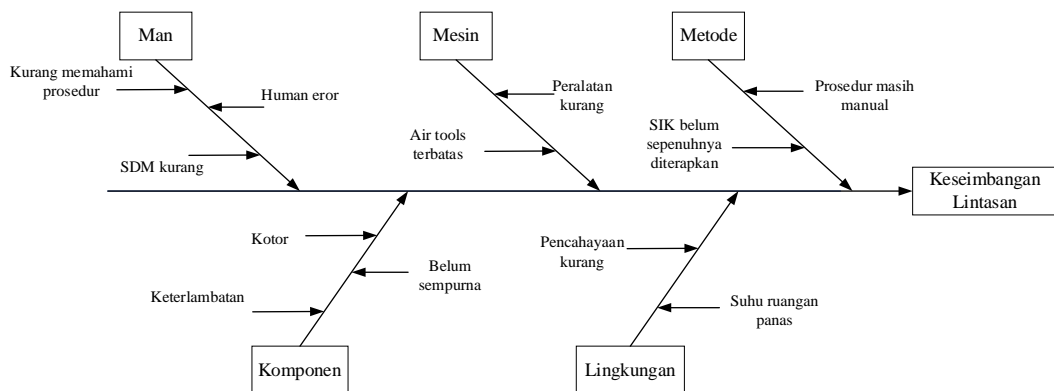 Man
Mesin
Metode
Kurang memahami
prosedur
Human eror
SDM kurang
Peralatan
kurang
Air tools
terbatas
Prosedur masih
manual
SIK belum
sepenuhnya
diterapkan
Keseimbangan
Lintasan
Kotor
Belum
sempurna
Keterlambatan
Pencahayaan
kurang
Suhu ruangan
panas
Komponen
Lingkungan